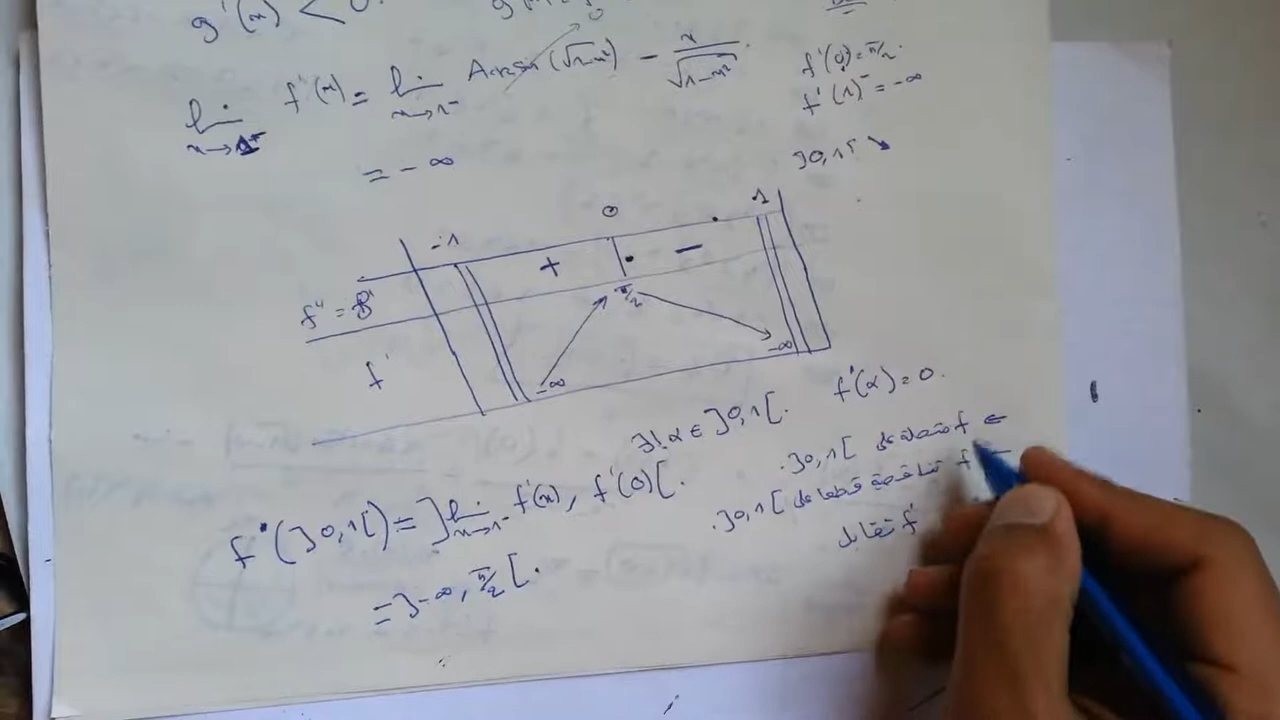 g'(x) < 0.
lim x→1⁻ f'(x) = lim x→1⁻ Arcsin(√1-x²) - x/√1-x²
= -∞
f'(0) = π/2.
f'(1)⁻ = -∞
]0,1[ ↘
-1 0 1
f'' = + -
f' -∞ π/2 -∞
∃!α ∈ ]0,1[. f'(α) = 0.
← f متصلة على ]0,1[.
f' متناقصة قطعا على ]0,1[.
f' تقابل
f'(]0,1[) = ]lim x→1⁻ f'(x), f'(0)[.
= ]-∞, π/2[.